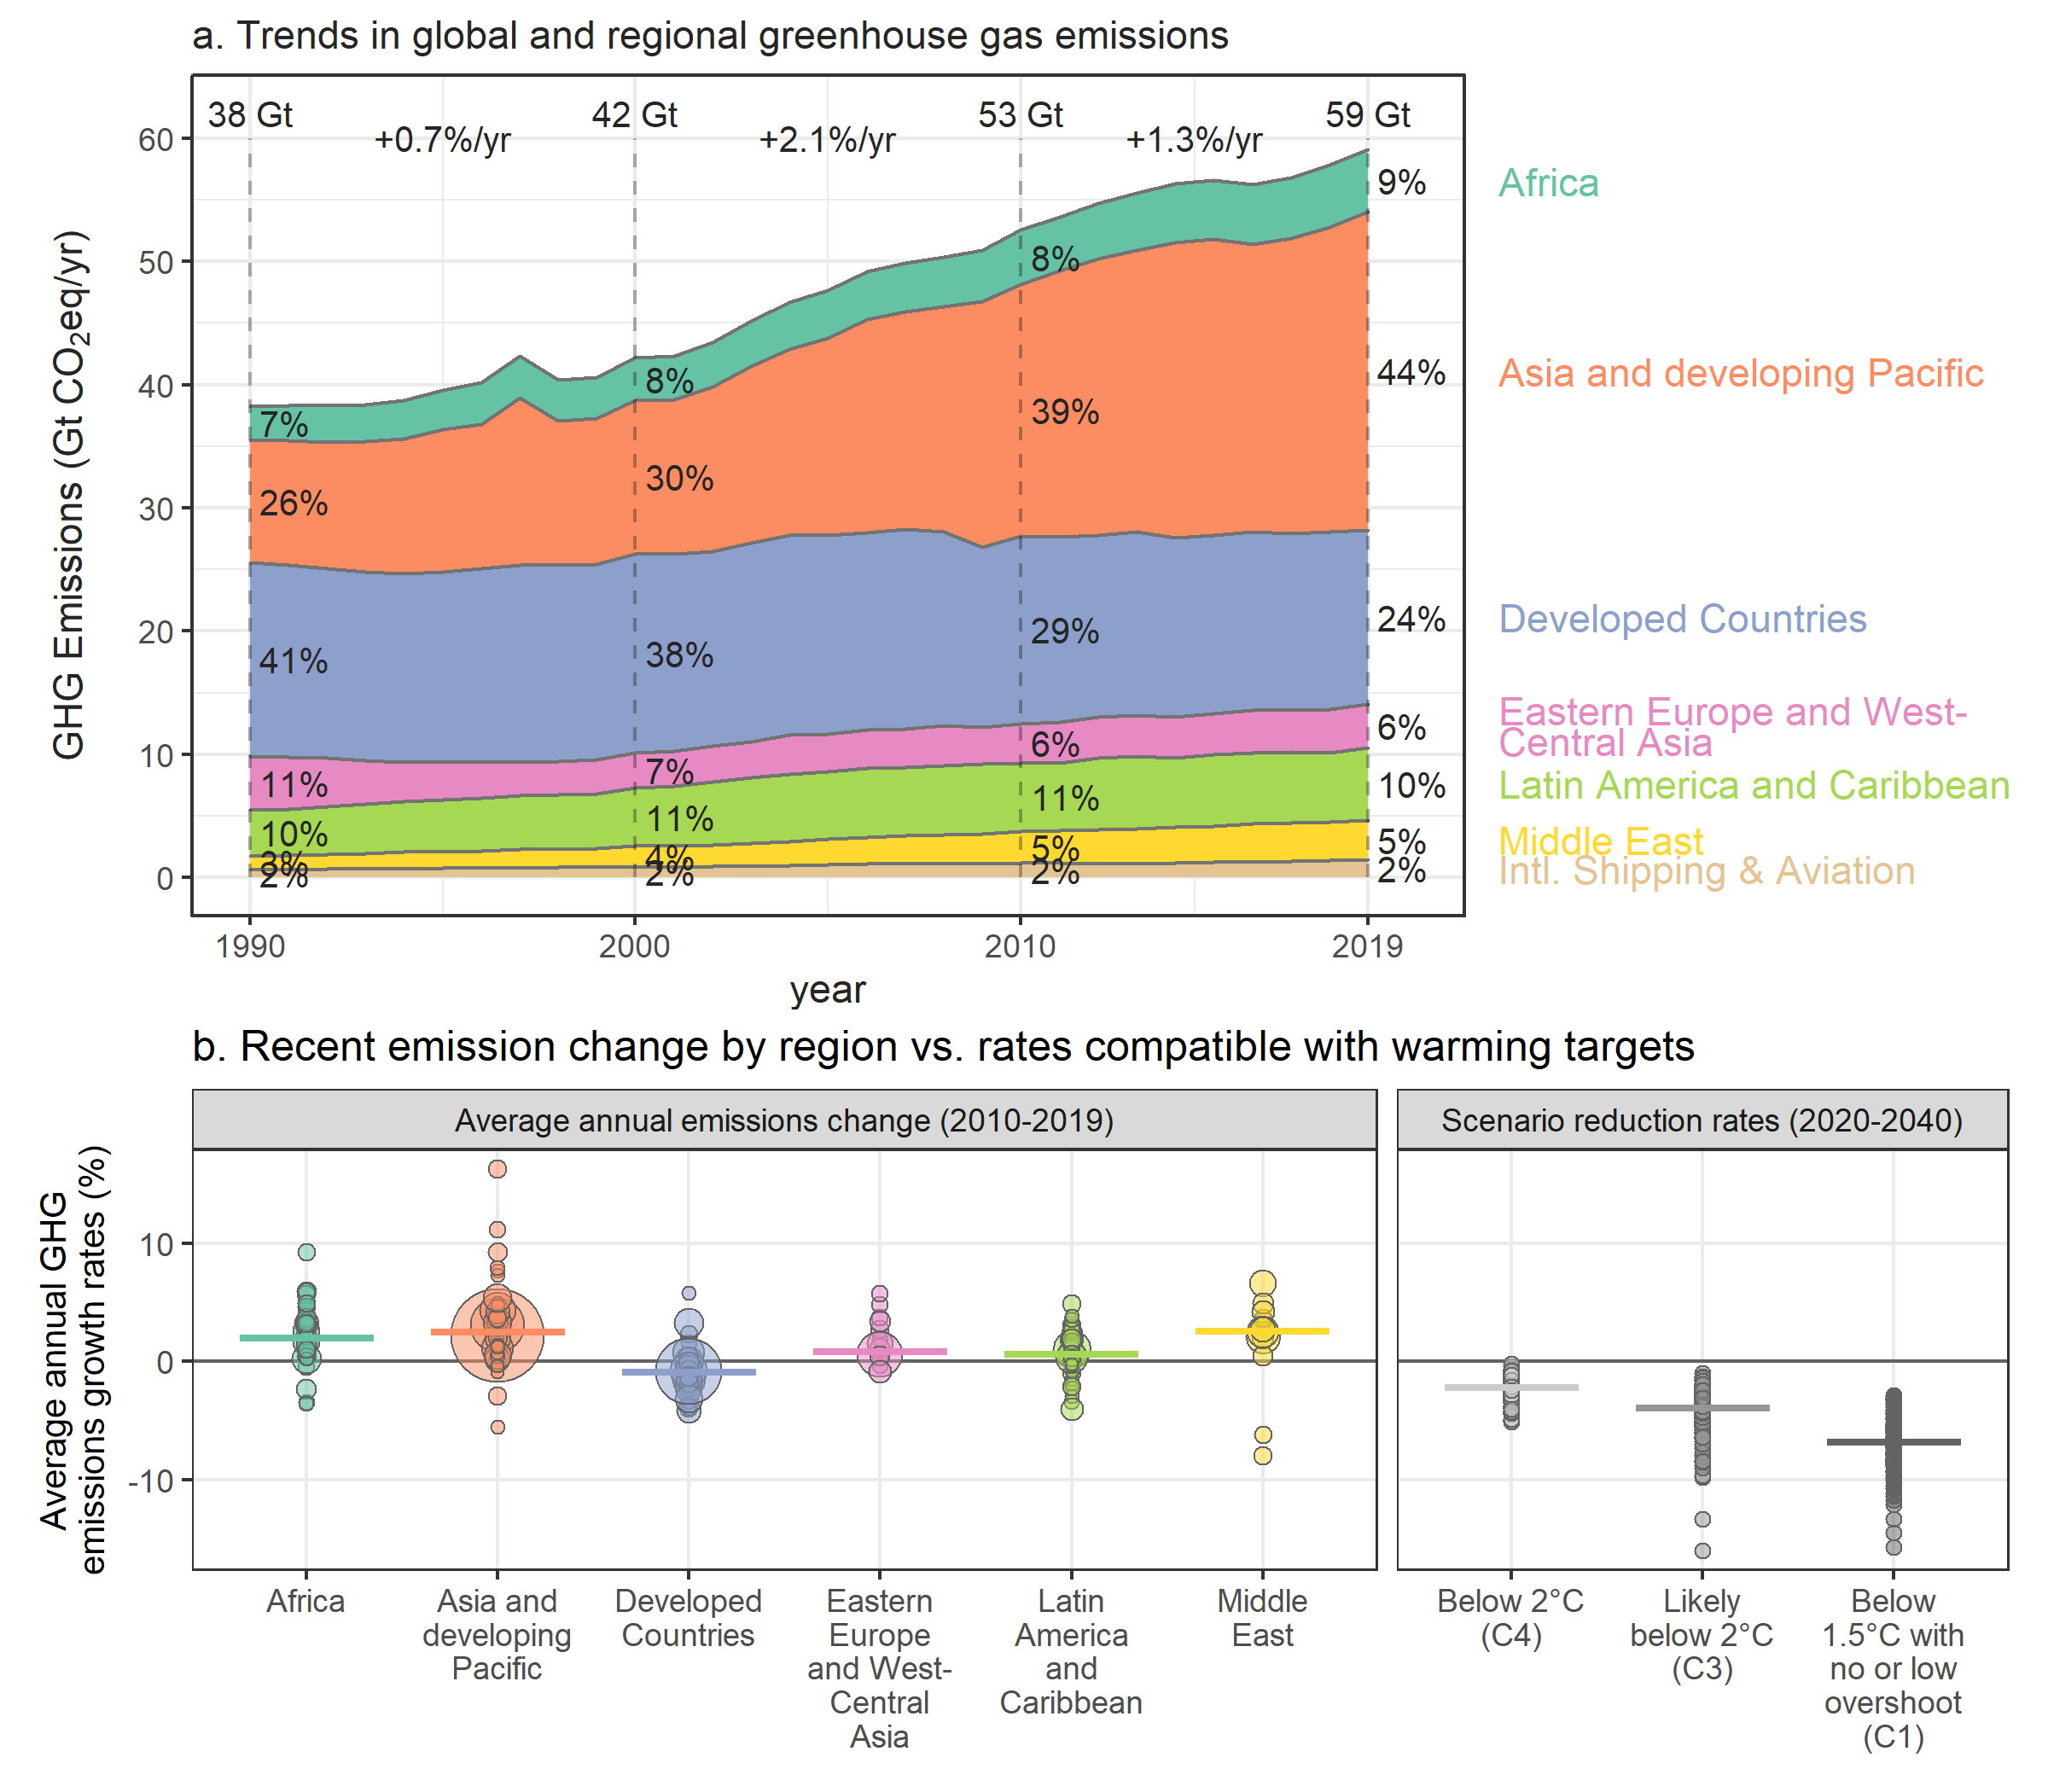 a. Trends in global and regional greenhouse gas emissions
38 Gt
42 Gt
53 Gt
59 Gt
+0.7%/yr
+2.1%/yr
+1.3%/yr
GHG Emissions (Gt CO₂eq/yr)
60
50
40
30
20
10
0
7%
26%
41%
11%
10%
3%
2%
8%
30%
38%
7%
11%
4%
2%
8%
39%
29%
6%
11%
5%
2%
9%
44%
24%
6%
10%
5%
2%
Africa
Asia and developing Pacific
Developed Countries
Eastern Europe and West-
Central Asia
Latin America and Caribbean
Middle East
Intl. Shipping & Aviation
1990
2000
2010
2019
year
b. Recent emission change by region vs. rates compatible with warming targets
Average annual emissions change (2010-2019)
Scenario reduction rates (2020-2040)
Average annual GHG
emissions growth rates (%)
10
0
-10
Africa
Asia and
developing
Pacific
Developed
Countries
Eastern
Europe
and West-
Central
Asia
Latin
America
and
Caribbean
Middle
East
Below 2°C
(C4)
Likely
below 2°C
(C3)
Below
1.5°C with
no or low
overshoot
(C1)